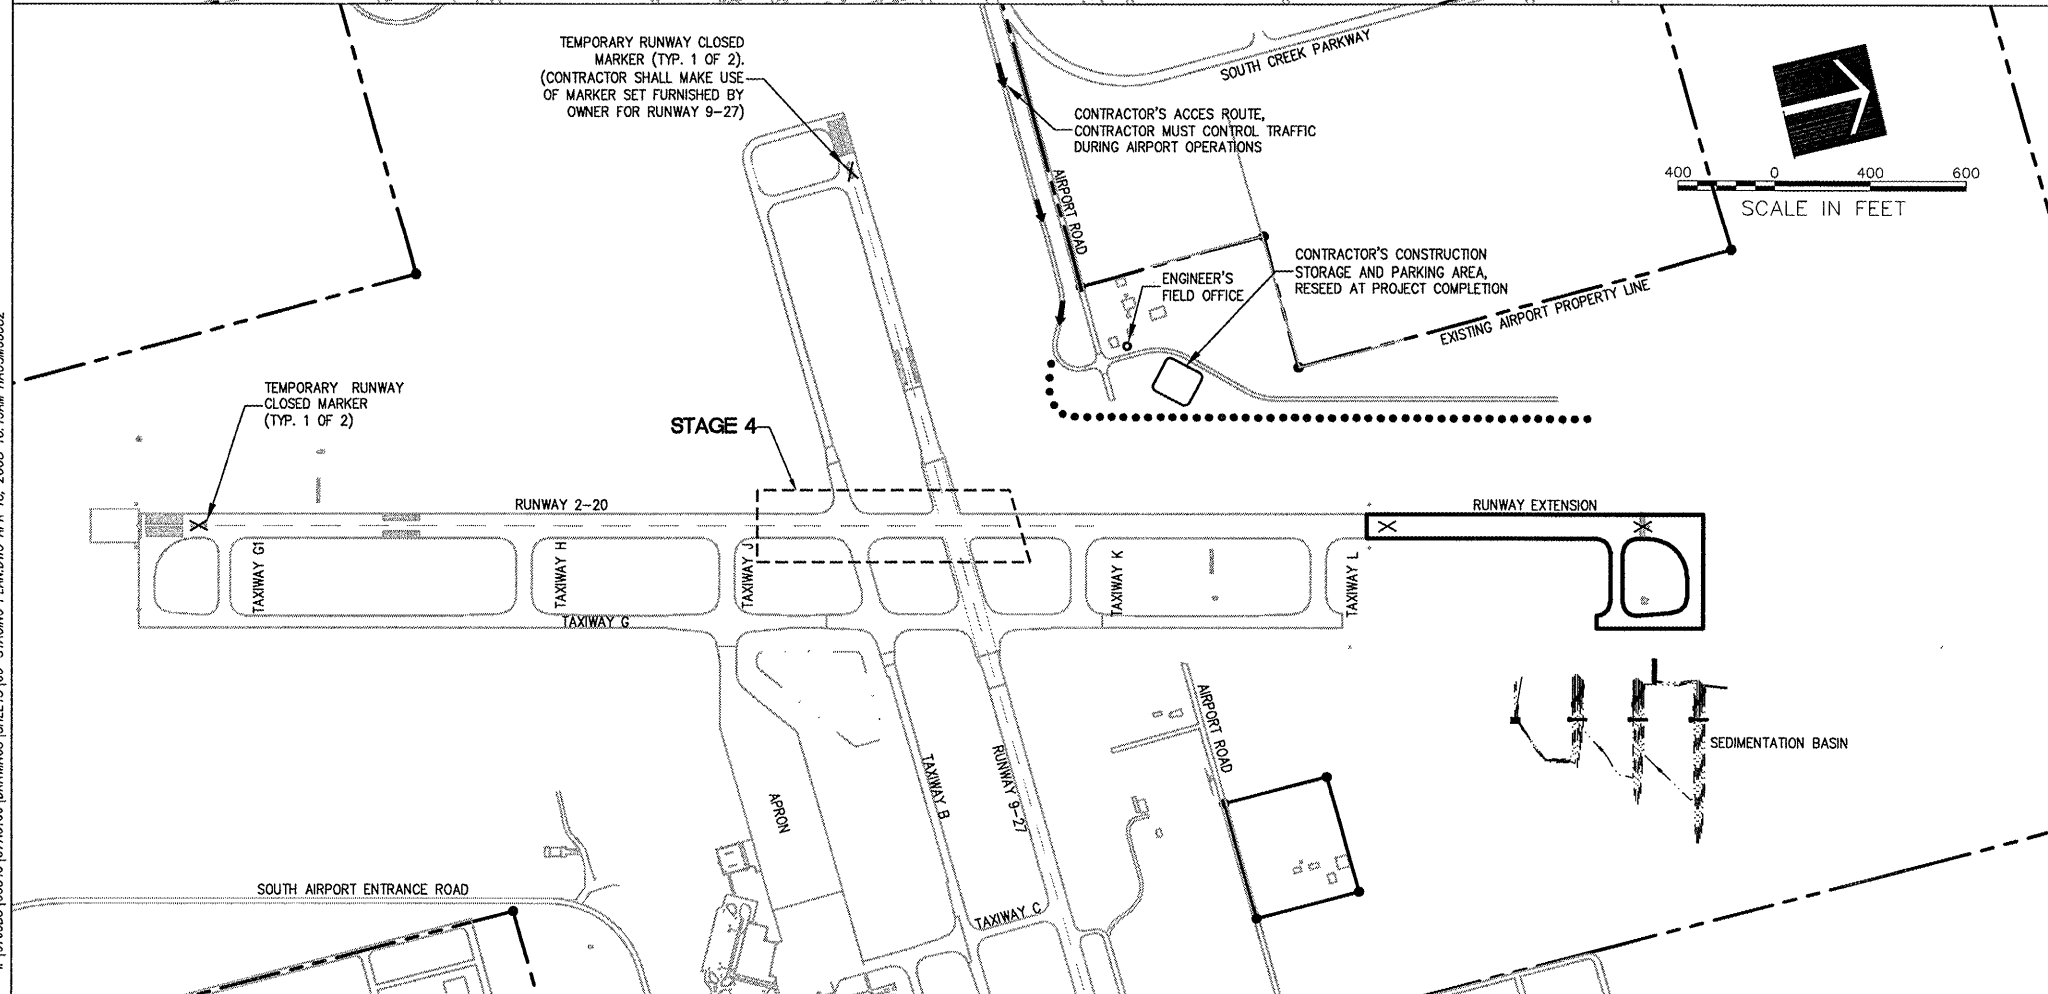 TEMPORARY RUNWAY CLOSED
MARKER (TYP. 1 OF 2).
(CONTRACTOR SHALL MAKE USE
OF MARKER SET FURNISHED BY
OWNER FOR RUNWAY 9-27)
SOUTH CREEK PARKWAY
CONTRACTOR'S ACCES ROUTE,
CONTRACTOR MUST CONTROL TRAFFIC
DURING AIRPORT OPERATIONS
400 0 400 600
SCALE IN FEET
AIRPORT ROAD
ENGINEER'S
FIELD OFFICE
CONTRACTOR'S CONSTRUCTION
STORAGE AND PARKING AREA,
RESEED AT PROJECT COMPLETION
EXISTING AIRPORT PROPERTY LINE
TEMPORARY RUNWAY
CLOSED MARKER
(TYP. 1 OF 2)
STAGE 4
RUNWAY 2-20
RUNWAY EXTENSION
TAXIWAY G1
TAXIWAY H
TAXIWAY J
TAXIWAY K
TAXIWAY L
TAXIWAY G
AIRPORT ROAD
SEDIMENTATION BASIN
APRON
TAXIWAY B
RUNWAY 9-27
SOUTH AIRPORT ENTRANCE ROAD
TAXIWAY C